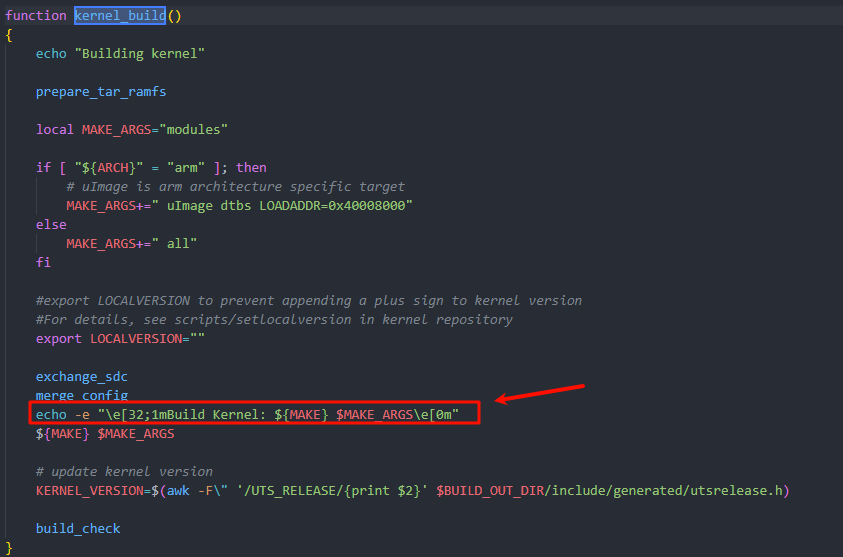 function kernel_build()
{
    echo "Building kernel"
    prepare_tar_ramfs
    local MAKE_ARGS="modules"
    if [ "${ARCH}" = "arm" ]; then
        # uImage is arm architecture specific target
        MAKE_ARGS+=" uImage dtbs LOADADDR=0x40008000"
    else
        MAKE_ARGS+=" all"
    fi
    #export LOCALVERSION to prevent appending a plus sign to kernel version
    #For details, see scripts/setlocalversion in kernel repository
    export LOCALVERSION=""
    exchange_sdc
    merge_config
    echo -e "\e[32;1mBuild Kernel: ${MAKE} $MAKE_ARGS\e[0m"
    ${MAKE} $MAKE_ARGS
    # update kernel version
    KERNEL_VERSION=$(awk -F\" '/UTS_RELEASE/{print $2}' $BUILD_OUT_DIR/include/generated/utsrelease.h)
    build_check
}